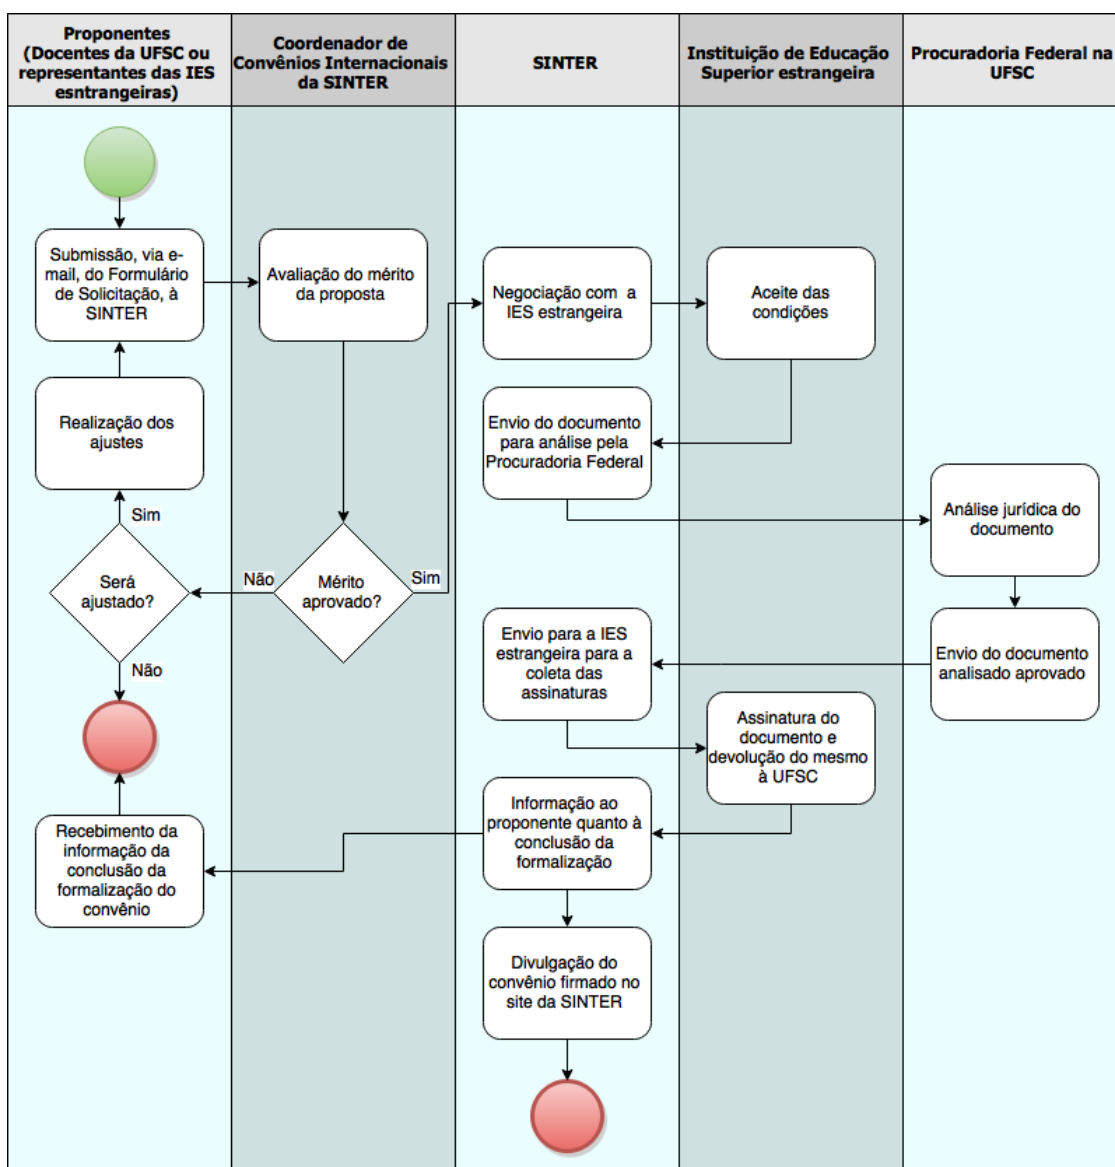 Proponentes
(Docentes da UFSC ou
representantes das IES
esntrangeiras)
Coordenador de
Convênios Internacionais
da SINTER
SINTER
Instituição de Educação
Superior estrangeira
Procuradoria Federal na
UFSC
Submissão, via e-
mail, do Formulário
de Solicitação, à
SINTER
Avaliação do mérito
da proposta
Negociação com a
IES estrangeira
Aceite das
condições
Realização dos
ajustes
Envio do documento
para análise pela
Procuradoria Federal
Análise jurídica do
documento
Sim
Será
ajustado?
Não
Mérito
aprovado?
Sim
Não
Envio para a IES
estrangeira para a
coleta das
assinaturas
Envio do documento
analisado aprovado
Assinatura do
documento e
devolução do mesmo
à UFSC
Informação ao
proponente quanto à
conclusão da
formalização
Recebimento da
informação da
conclusão da
formalização do
convênio
Divulgação do
convênio firmado no
site da SINTER